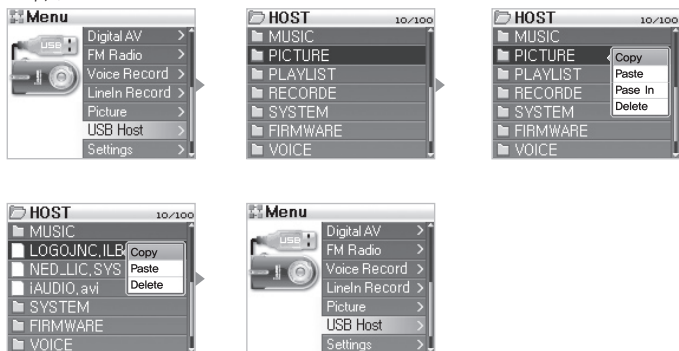 Menu
USB
Digital AV >
FM Radio >
Voice Record >
LineIn Record >
Picture >
USB Host >
Settings >
HOST 10/100
MUSIC
PICTURE
PLAYLIST
RECORDE
SYSTEM
FIRMWARE
VOICE
HOST 10/100
MUSIC
PICTURE
PLAYLIST
RECORDE
SYSTEM
FIRMWARE
VOICE
Copy
Paste
Pase In
Delete
HOST 10/100
MUSIC
LOGOJNC,ILB
NED_LIC,SYS
iAUDIO,avi
SYSTEM
FIRMWARE
VOICE
Copy
Paste
Delete
Menu
USB
Digital AV >
FM Radio >
Voice Record >
LineIn Record >
Picture >
USB Host >
Settings >